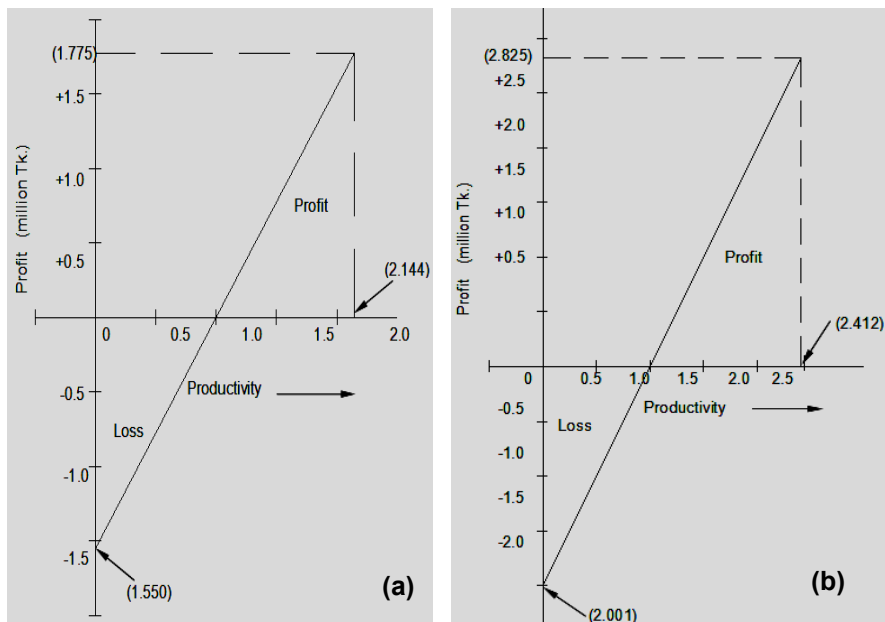 (1.775)
+1.5
+1.0
+0.5
Profit (million Tk.)
Profit
(2.144)
0 0.5 1.0 1.5 2.0
Productivity
-0.5
Loss
-1.0
-1.5
(1.550)
(a)
(2.825)
+2.5
+2.0
+1.5
+1.0
+0.5
Profit (million Tk.)
Profit
(2.412)
0 0.5 1.0 1.5 2.0 2.5
Productivity
-0.5
Loss
-1.0
-1.5
-2.0
(2.001)
(b)